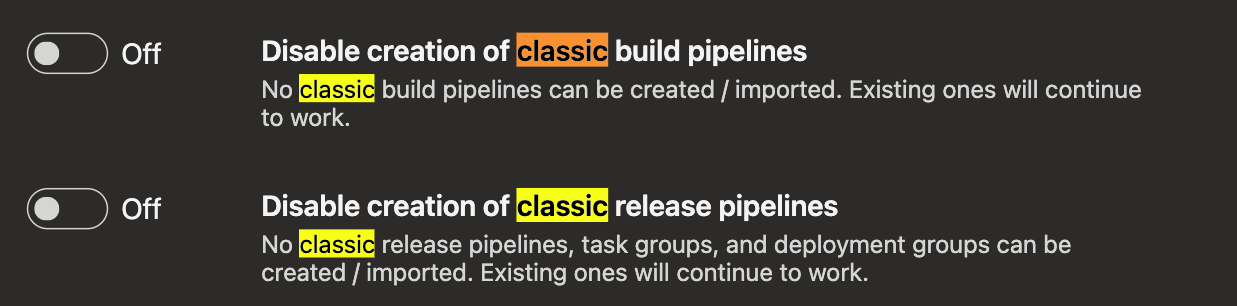 Off
Disable creation of classic build pipelines
No classic build pipelines can be created / imported. Existing ones will continue
to work.
Off
Disable creation of classic release pipelines
No classic release pipelines, task groups, and deployment groups can be
created / imported. Existing ones will continue to work.